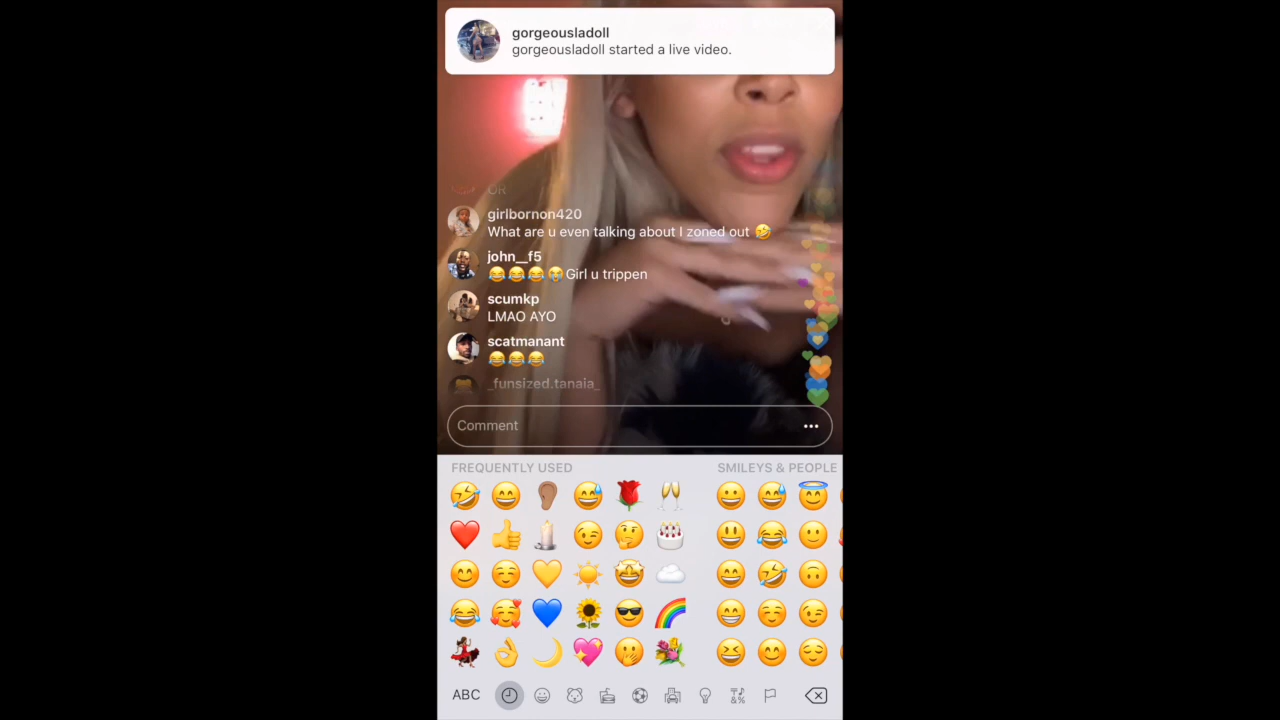 gorgeousladoll
gorgeousladoll started a live video.
OR
girlbornon420
What are u even talking about I zoned out 🤣
john__f5
😂😂😂😭Girl u trippen
scumkp
LMAO AYO
scatmanant
😂😂😂
_funsized.tanaia_
Comment
FREQUENTLY USED
SMILEYS & PEOPLE
ABC